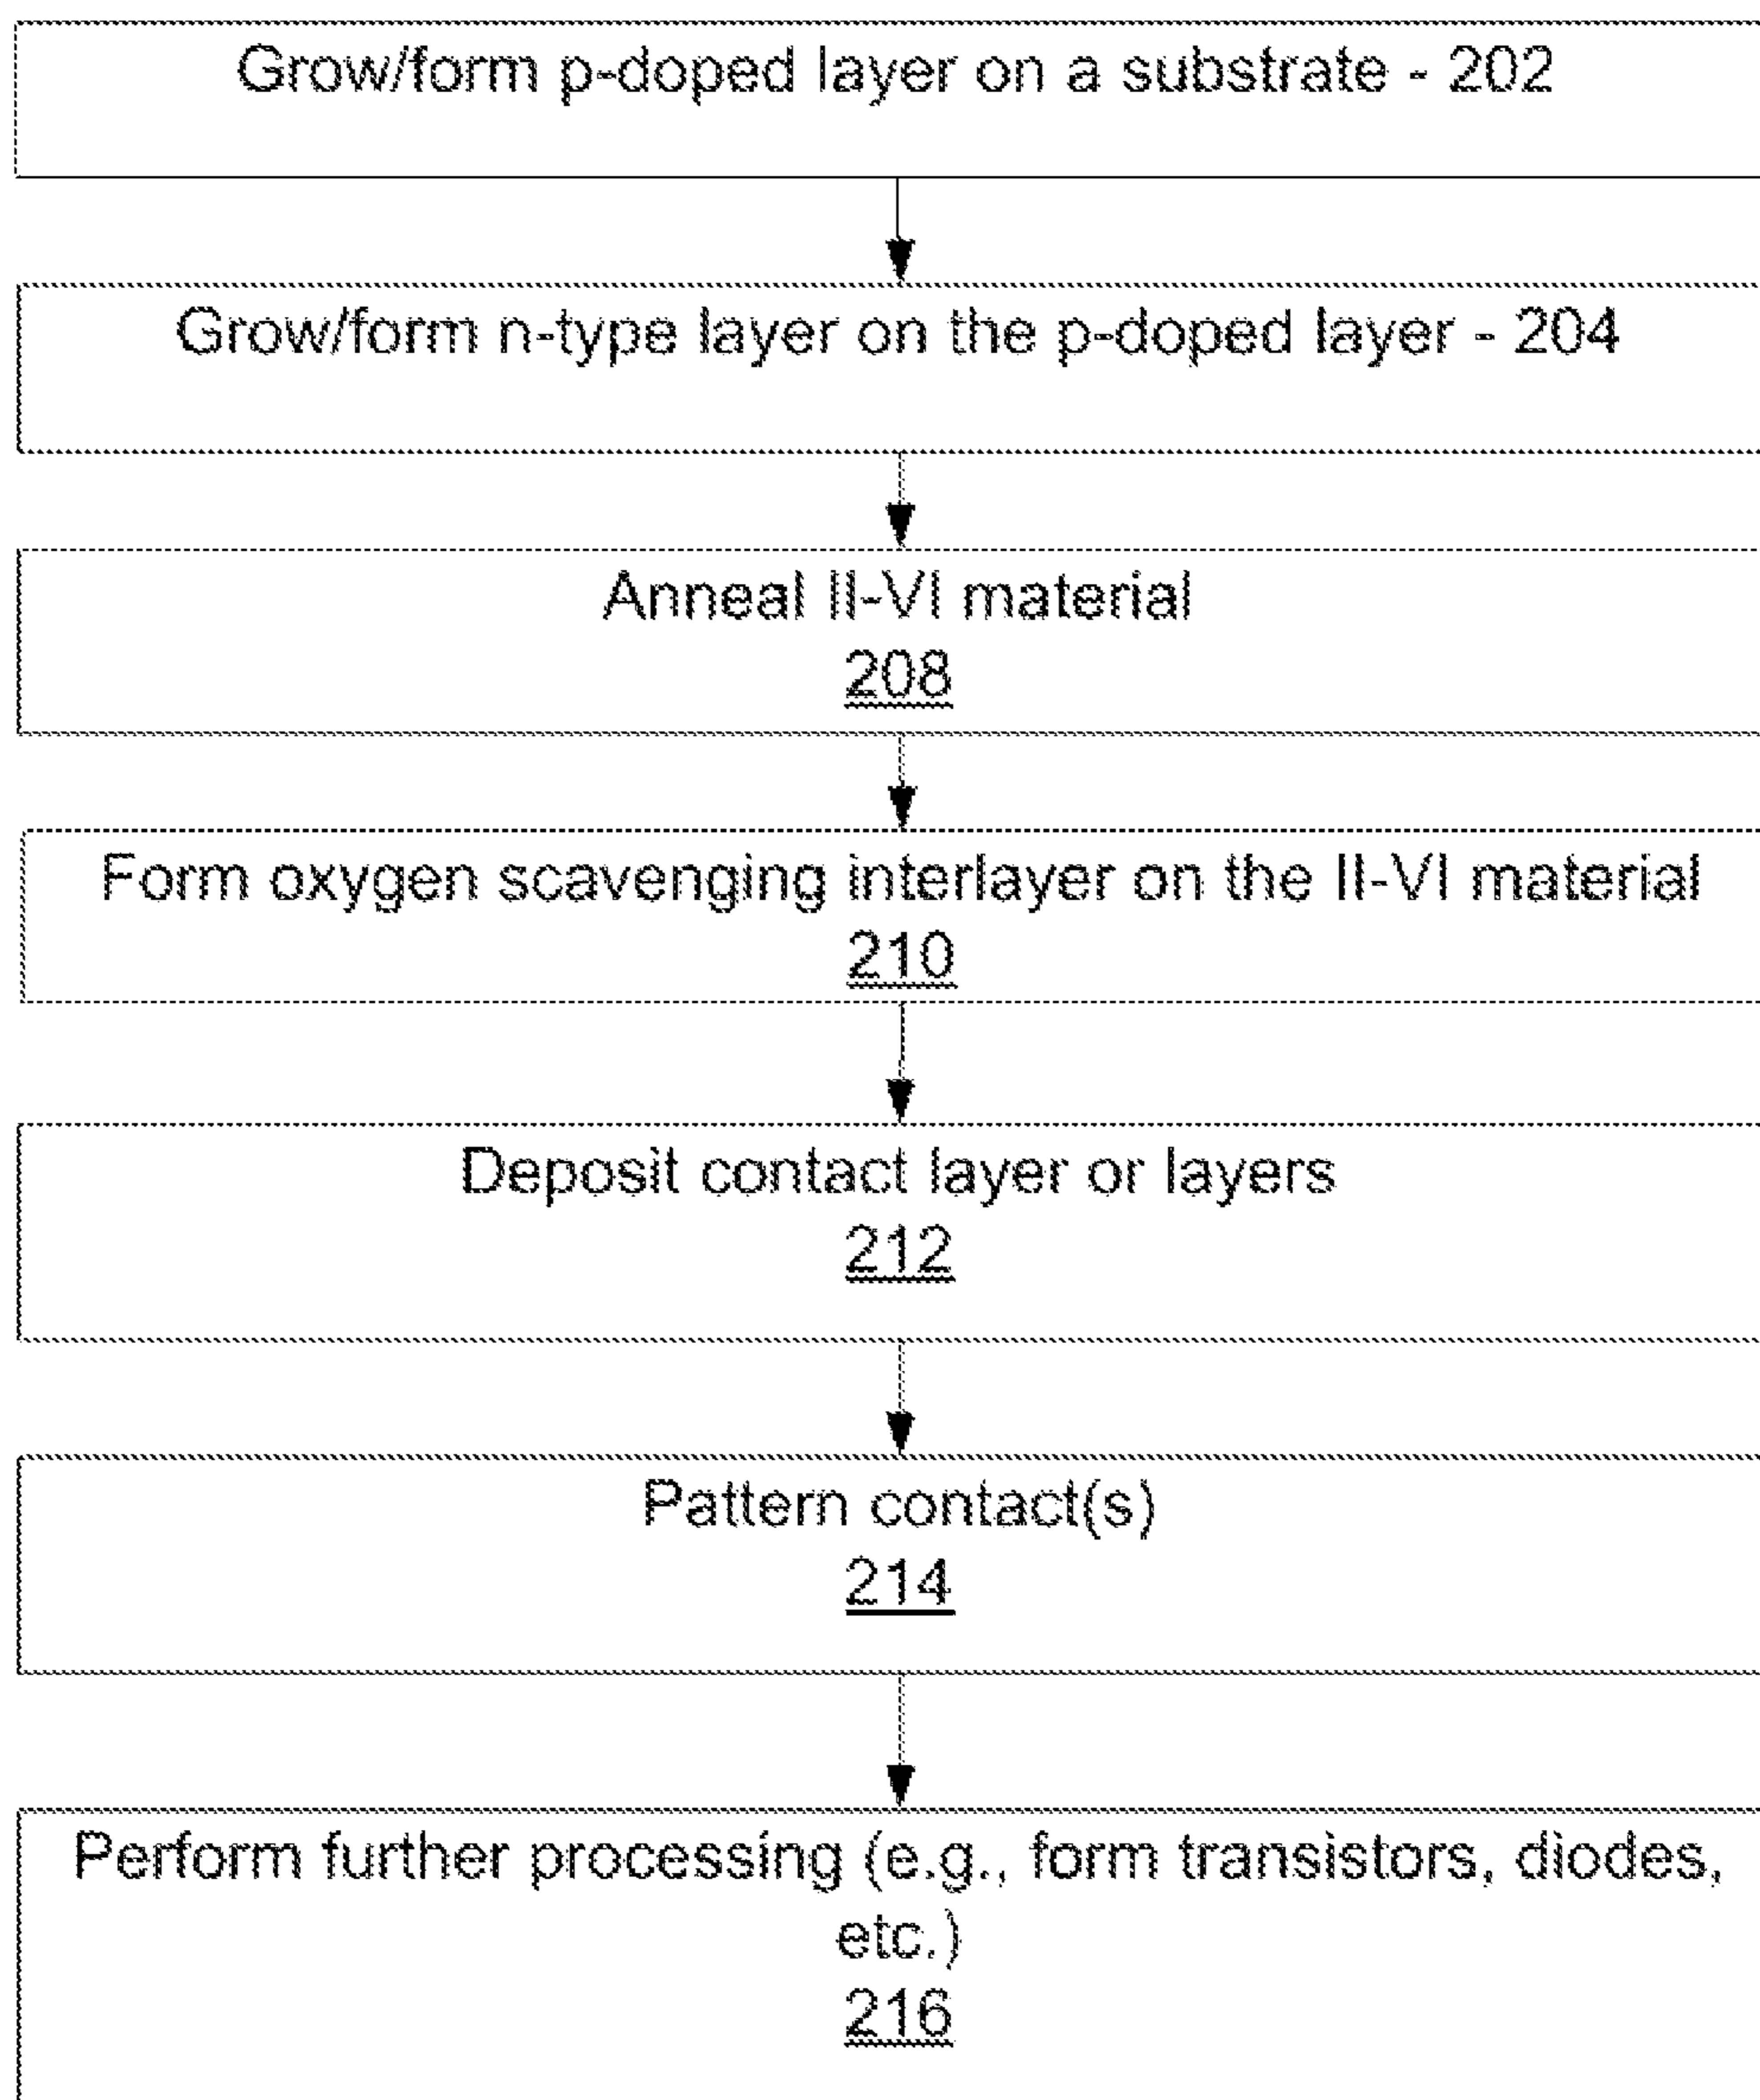 Grow/form p-doped layer on a substrate - 202
Grow/form n-type layer on the p-doped layer - 204
Anneal II-VI material
208
Form oxygen scavenging interlayer on the II-VI material
210
Deposit contact layer or layers
212
Pattern contact(s)
214
Perform further processing (e.g., form transistors, diodes,
etc.)
216